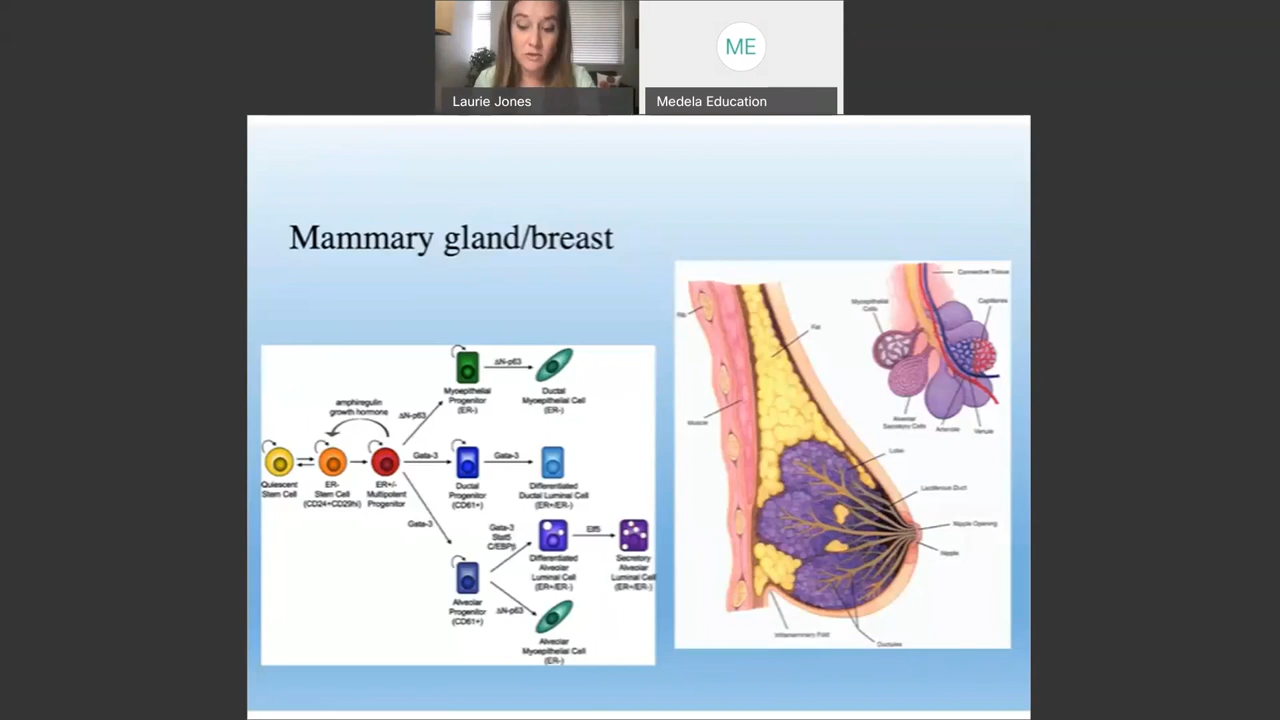 ME
Laurie Jones
Medela Education
Mammary gland/breast
amphiregulin
growth hormone
Quiescent
Stem Cell
ER-
Stem Cell
(CD24+CD29hi)
ER+/-
Multipotent
Progenitor
ΔN-p63
Myoepithelial
Progenitor
(ER-)
ΔN-p63
Ductal
Myoepithelial Cell
(ER-)
Gata-3
Ductal
Progenitor
(CD61+)
Gata-3
Differentiated
Ductal Luminal Cell
(ER+/ER-)
Gata-3
Alveolar
Progenitor
(CD61+)
Gata-3
Stat5
C/EBPβ
Differentiated
Alveolar
Luminal Cell
(ER+/ER-)
Elf5
Secretory
Alveolar
Luminal Cell
(ER+/ER-)
ΔN-p63
Alveolar
Myoepithelial Cell
(ER-)
Connective Tissue
Myoepithelial
Cells
Capillaries
Rib
Fat
Muscle
Alveolar
Secretory Cells
Arteriole
Venule
Lobe
Lactiferous Duct
Nipple Opening
Nipple
Inframammary Fold
Ductules